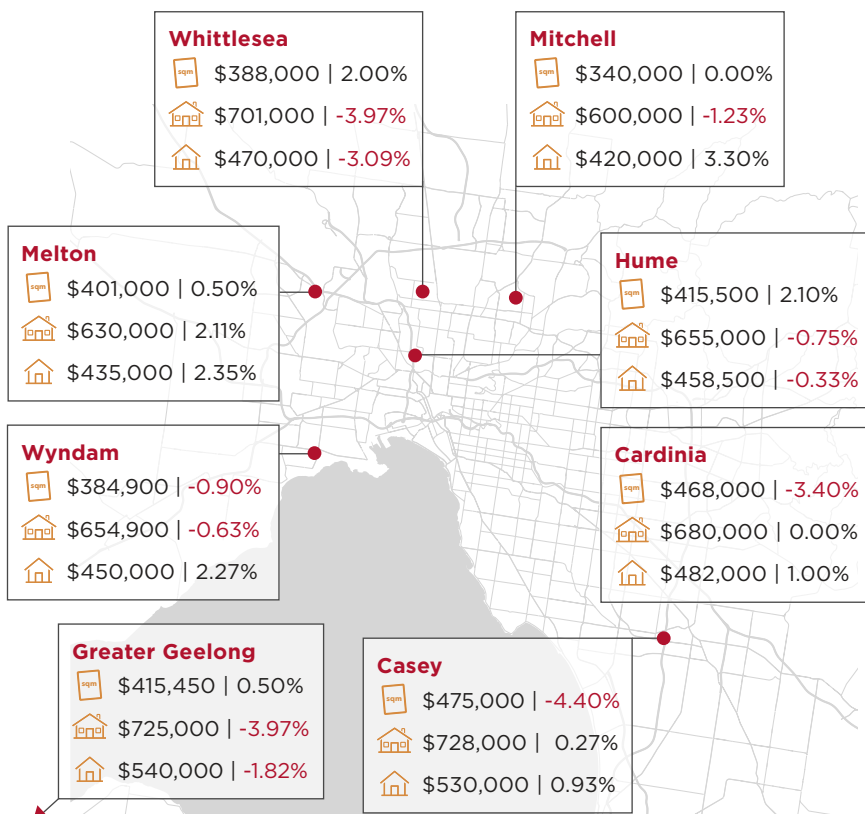 Whittlesea
sqm $388,000 | 2.00%
$701,000 | -3.97%
$470,000 | -3.09%
Mitchell
sqm $340,000 | 0.00%
$600,000 | -1.23%
$420,000 | 3.30%
Melton
sqm $401,000 | 0.50%
$630,000 | 2.11%
$435,000 | 2.35%
Hume
sqm $415,500 | 2.10%
$655,000 | -0.75%
$458,500 | -0.33%
Wyndam
sqm $384,900 | -0.90%
$654,900 | -0.63%
$450,000 | 2.27%
Cardinia
sqm $468,000 | -3.40%
$680,000 | 0.00%
$482,000 | 1.00%
Greater Geelong
sqm $415,450 | 0.50%
$725,000 | -3.97%
$540,000 | -1.82%
Casey
sqm $475,000 | -4.40%
$728,000 | 0.27%
$530,000 | 0.93%